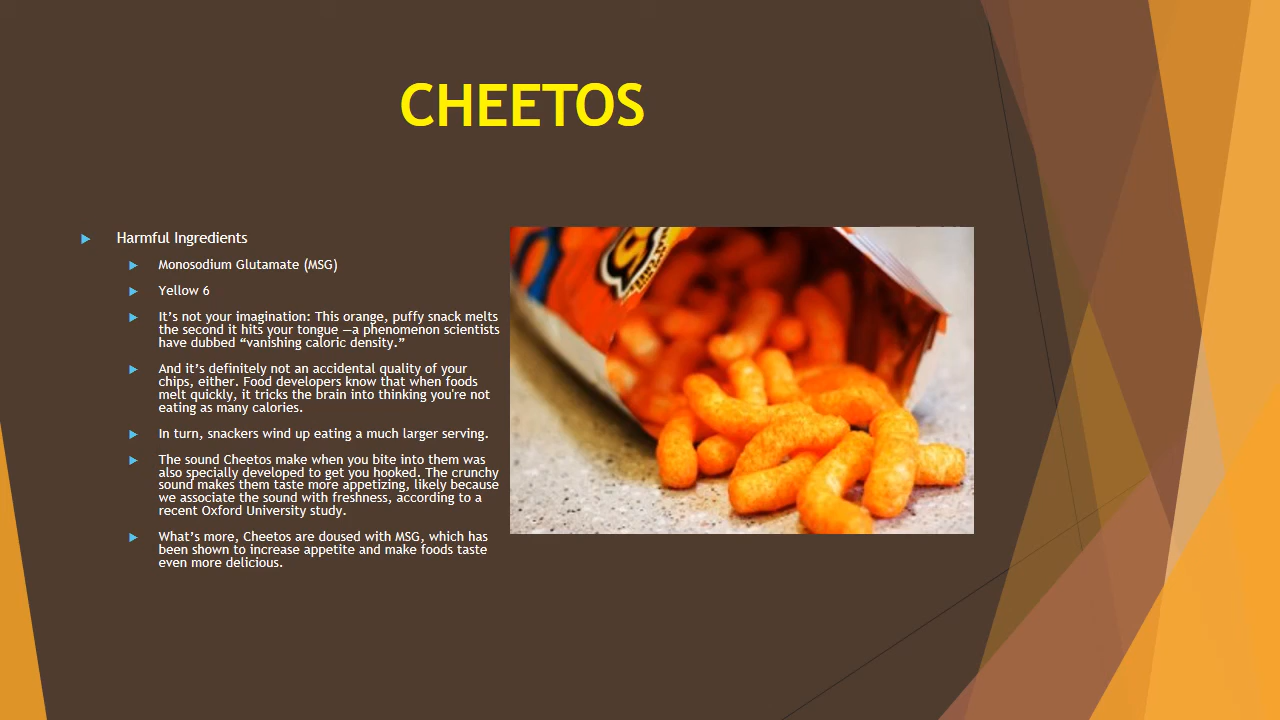 CHEETOS
Harmful Ingredients
Monosodium Glutamate (MSG)
Yellow 6
It’s not your imagination: This orange, puffy snack melts
the second it hits your tongue —a phenomenon scientists
have dubbed “vanishing caloric density.”
And it’s definitely not an accidental quality of your
chips, either. Food developers know that when foods
melt quickly, it tricks the brain into thinking you're not
eating as many calories.
In turn, snackers wind up eating a much larger serving.
The sound Cheetos make when you bite into them was
also specially developed to get you hooked. The crunchy
sound makes them taste more appetizing, likely because
we associate the sound with freshness, according to a
recent Oxford University study.
What’s more, Cheetos are doused with MSG, which has
been shown to increase appetite and make foods taste
even more delicious.